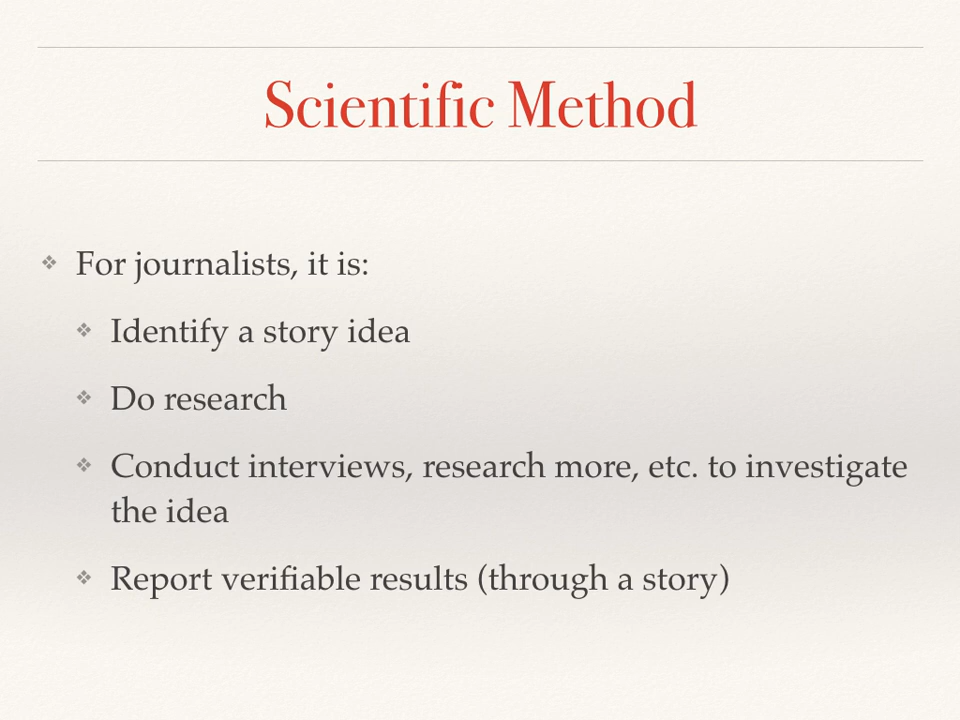 Scientific Method
For journalists, it is:
Identify a story idea
Do research
Conduct interviews, research more, etc. to investigate
the idea
Report verifiable results (through a story)